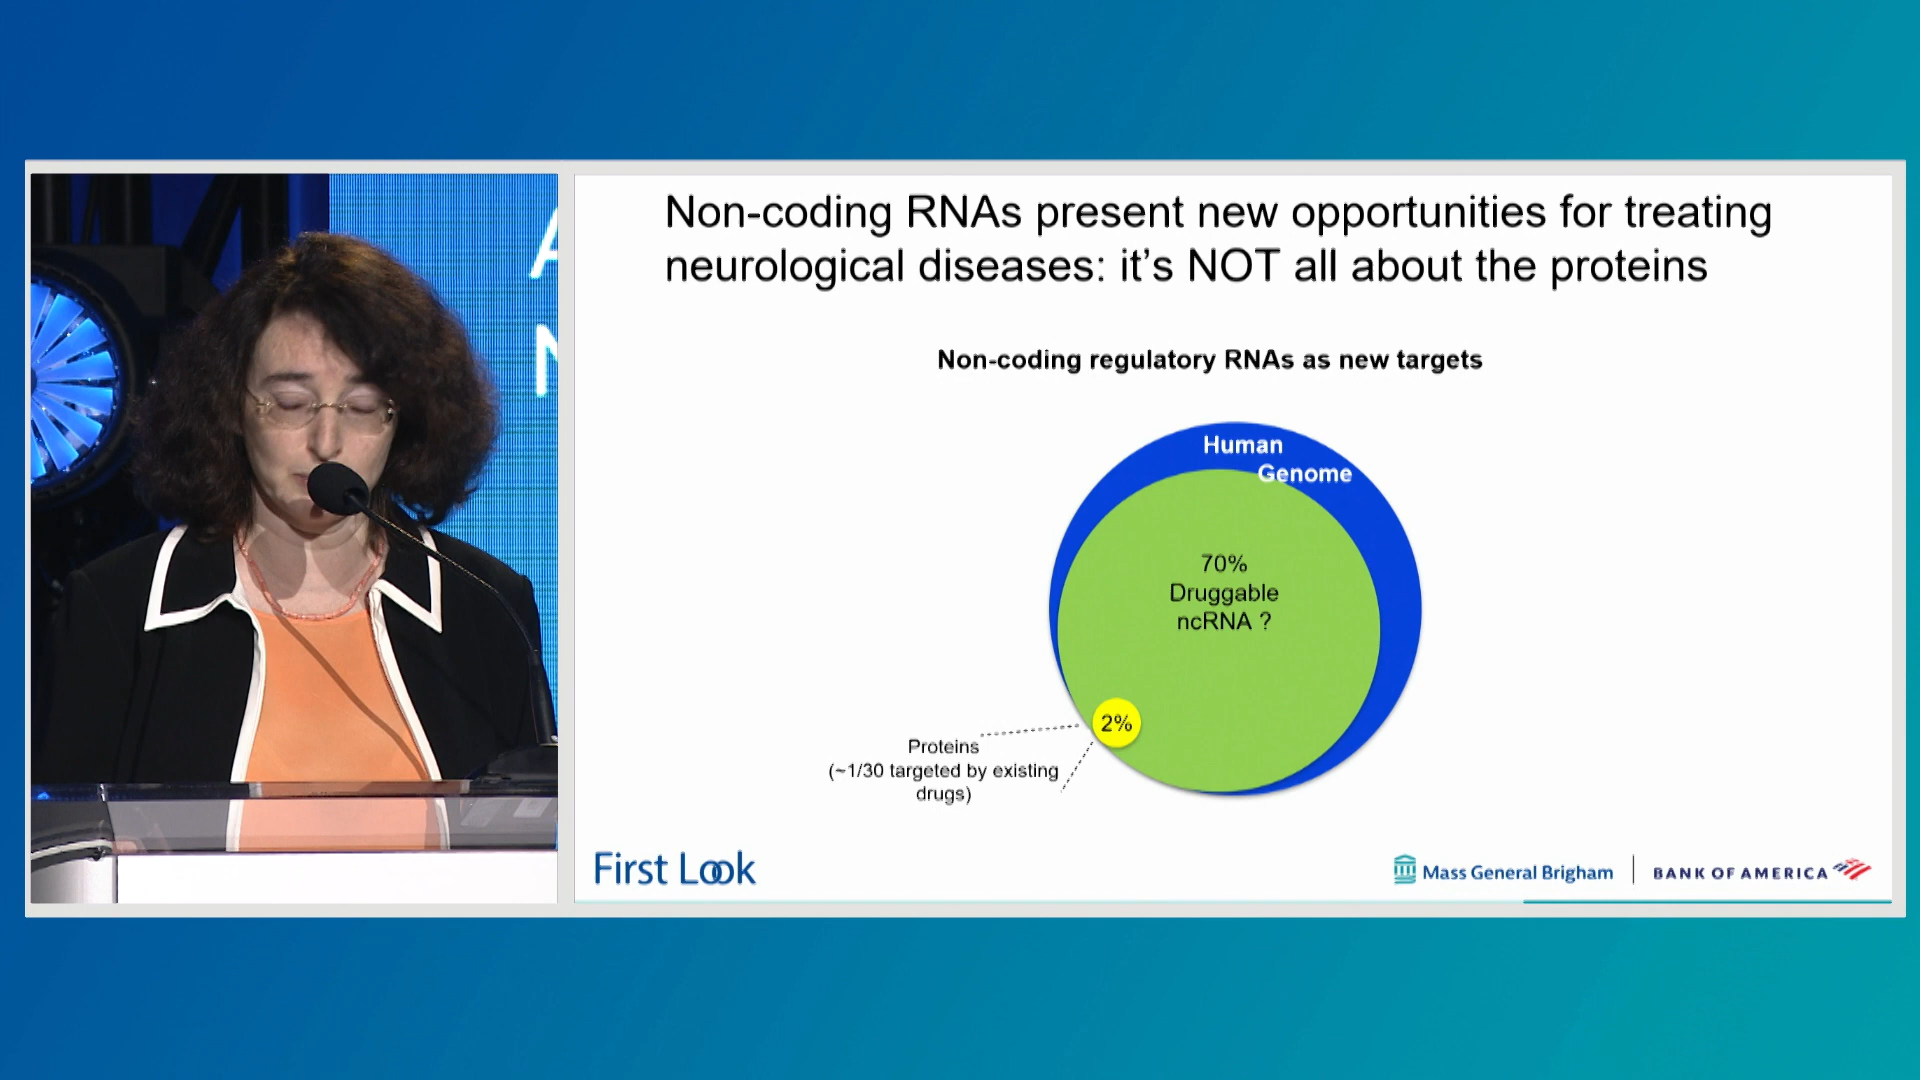 A
N
Non-coding RNAs present new opportunities for treating
neurological diseases: it's NOT all about the proteins
Non-coding regulatory RNAs as new targets
Human
Genome
70%
Druggable
ncRNA ?
2%
Proteins
(~1/30 targeted by existing
drugs)
First Look
Mass General Brigham
BANK OF AMERICA